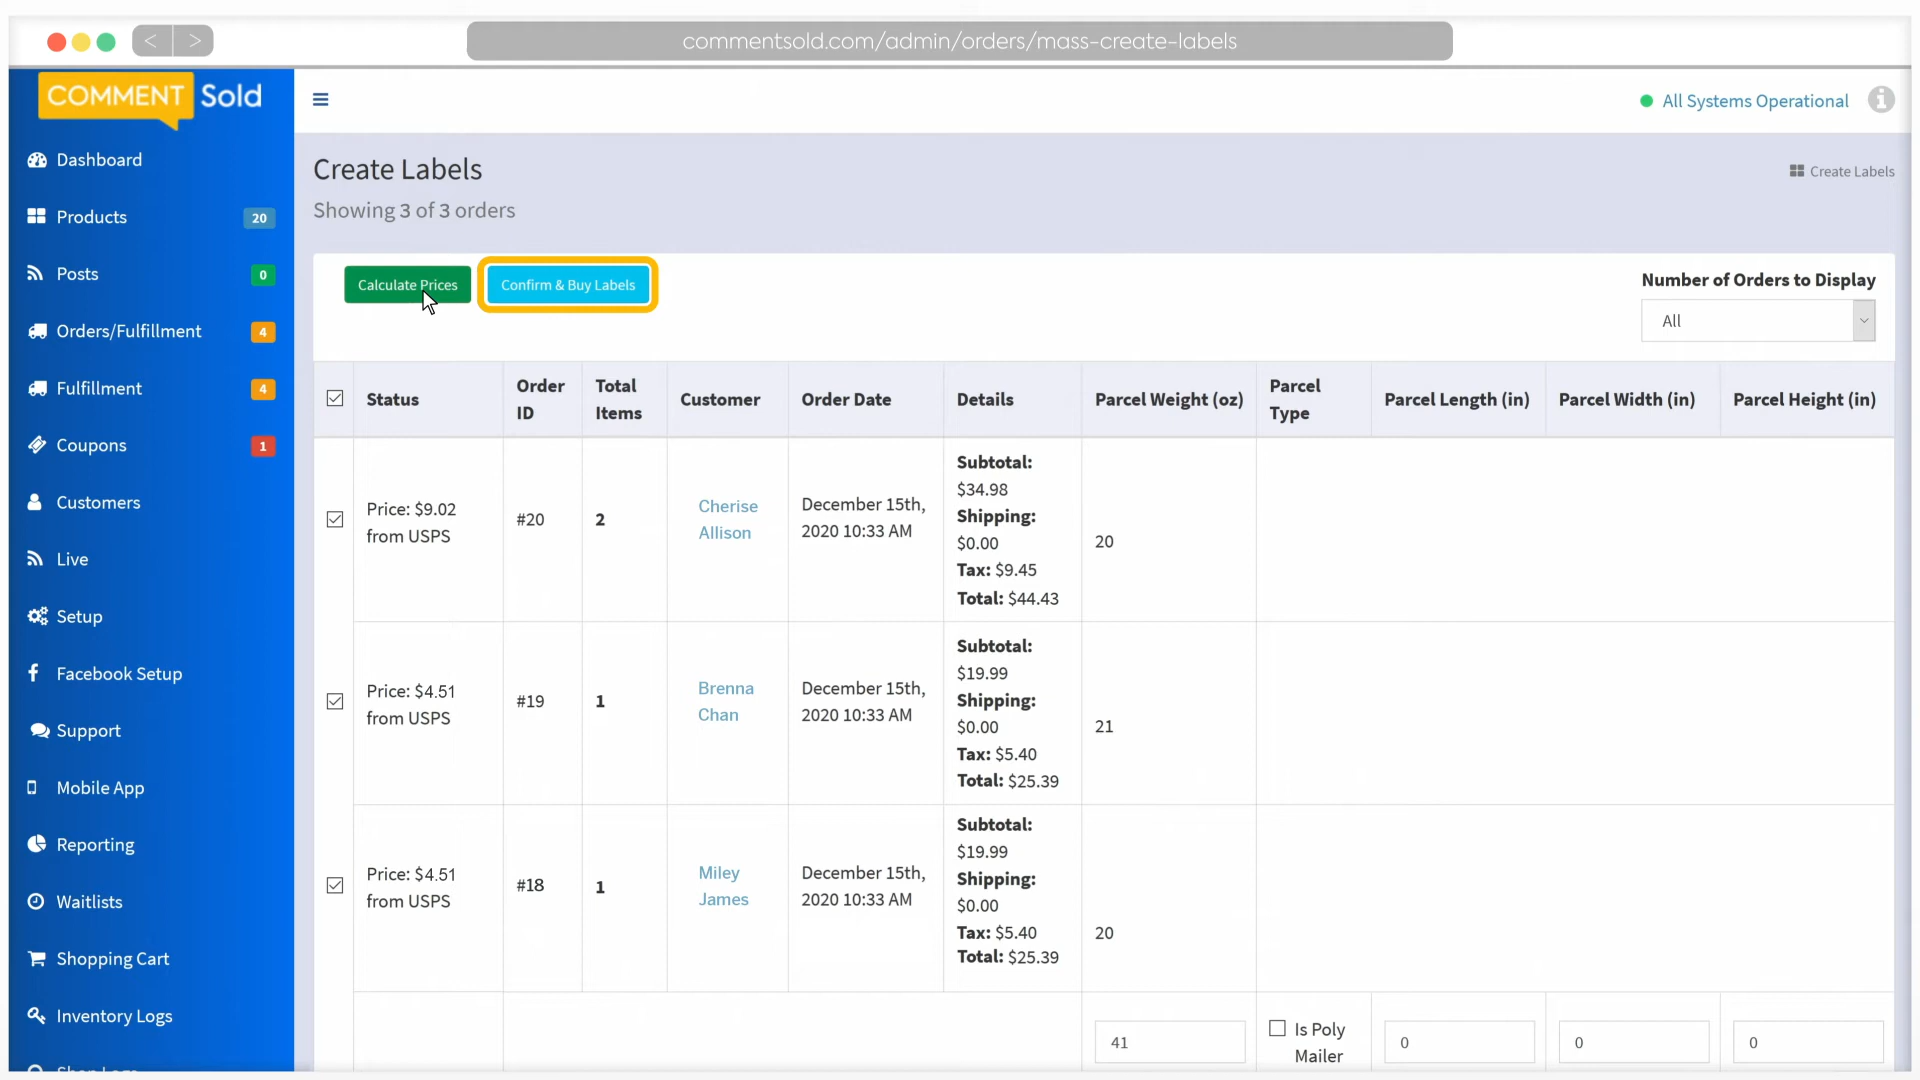 commentsold.com/admin/orders/mass-create-labels
COMMENT Sold
All Systems Operational
Dashboard
Products 20
Posts 0
Orders/Fulfillment 4
Fulfillment 4
Coupons 1
Customers
Live
Setup
Facebook Setup
Support
Mobile App
Reporting
Waitlists
Shopping Cart
Inventory Logs
Create Labels
Create Labels
Showing 3 of 3 orders
Calculate Prices
Confirm & Buy Labels
Number of Orders to Display
All
Status
Order
ID
Total
Items
Customer
Order Date
Details
Parcel Weight (oz)
Parcel
Type
Parcel Length (in)
Parcel Width (in)
Parcel Height (in)
Price: $9.02
from USPS
#20
2
Cherise
Allison
December 15th,
2020 10:33 AM
Subtotal:
$34.98
Shipping:
$0.00
Tax: $9.45
Total: $44.43
20
Price: $4.51
from USPS
#19
1
Brenna
Chan
December 15th,
2020 10:33 AM
Subtotal:
$19.99
Shipping:
$0.00
Tax: $5.40
Total: $25.39
21
Price: $4.51
from USPS
#18
1
Miley
James
December 15th,
2020 10:33 AM
Subtotal:
$19.99
Shipping:
$0.00
Tax: $5.40
Total: $25.39
20
41
Is Poly
Mailer
0
0
0